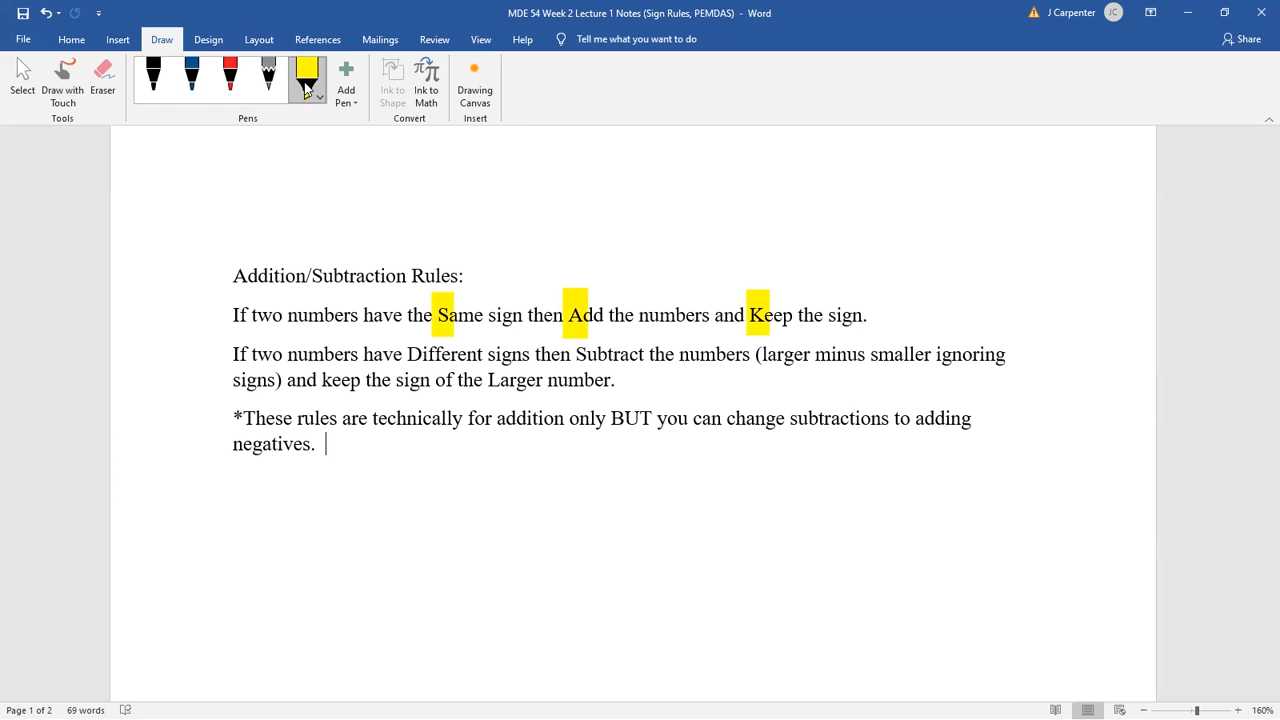 MDE 54 Week 2 Lecture 1 Notes (Sign Rules, PEMDAS) - Word
J Carpenter
JC
File Home Insert Draw Design Layout References Mailings Review View Help Tell me what you want to do
Share
Select
Draw with Touch
Eraser
Add Pen
Ink to Shape
Ink to Math
Drawing Canvas
Tools
Pens
Convert
Insert
Addition/Subtraction Rules:
If two numbers have the Same sign then Add the numbers and Keep the sign.
If two numbers have Different signs then Subtract the numbers (larger minus smaller ignoring
signs) and keep the sign of the Larger number.
*These rules are technically for addition only BUT you can change subtractions to adding
negatives.
Page 1 of 2 69 words
160%